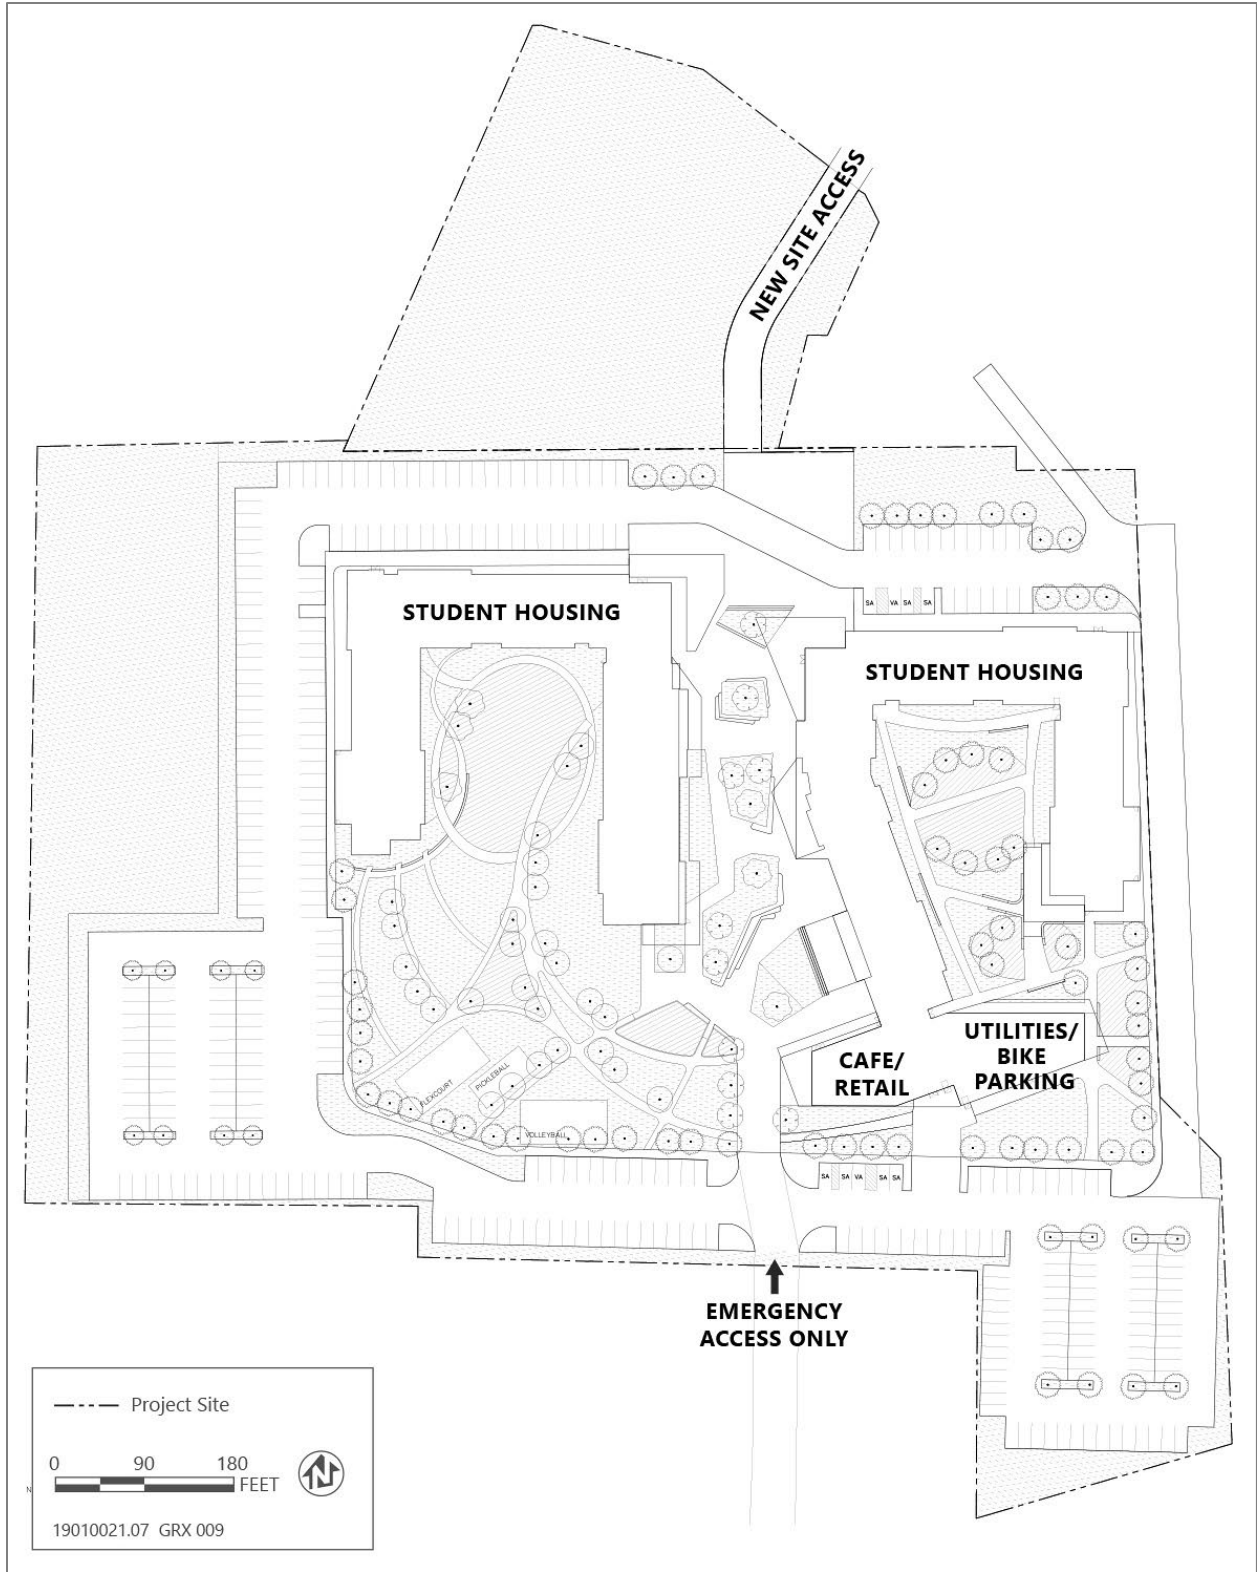 NEW SITE ACCESS
STUDENT HOUSING
SA VA SA SA
STUDENT HOUSING
UTILITIES/
BIKE
PARKING
CAFE/
RETAIL
FLEXCOURT
PICKLEBALL
VOLLEYBALL
SA SA VA SA SA
EMERGENCY
ACCESS ONLY
Project Site
0 90 180
FEET
N
N
19010021.07 GRX 009